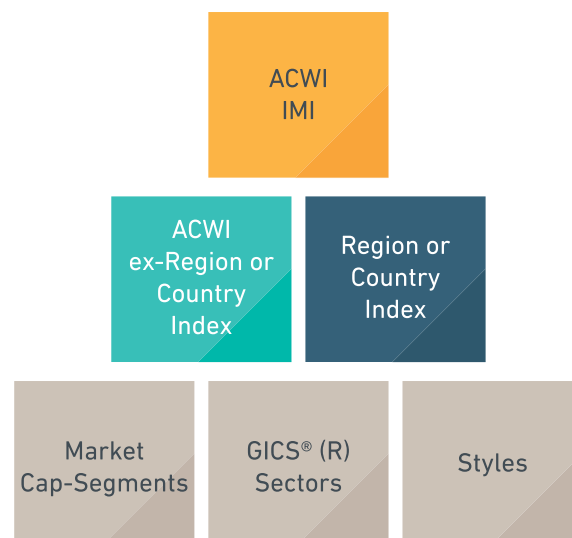 ACWI
IMI
ACWI
ex-Region or
Country
Index
Region or
Country
Index
Market
Cap-Segments
GICS® (R)
Sectors
Styles